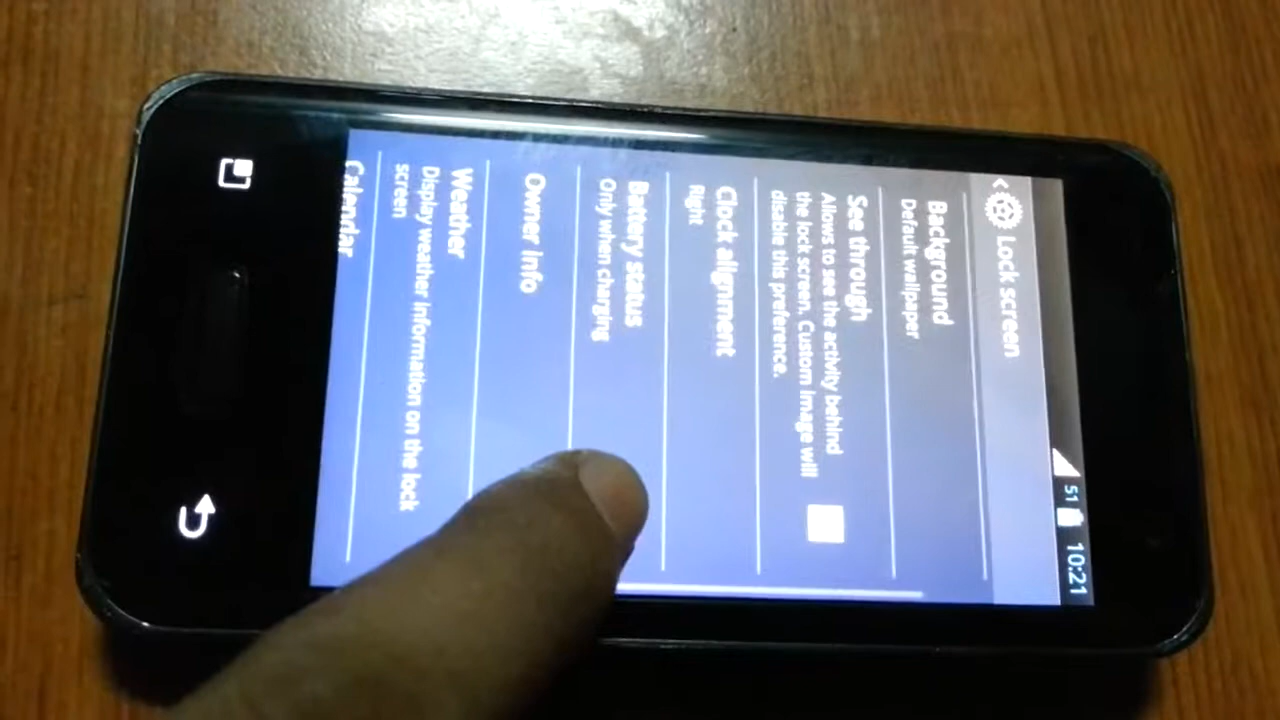 51 10:21
Lock screen
Background
Default wallpaper
See through
Allows to see the activity behind
the lock screen. Custom image will
disable this preference.
Clock alignment
Right
Battery status
Only when charging
Owner info
Weather
Display weather information on the lock
screen
Calendar